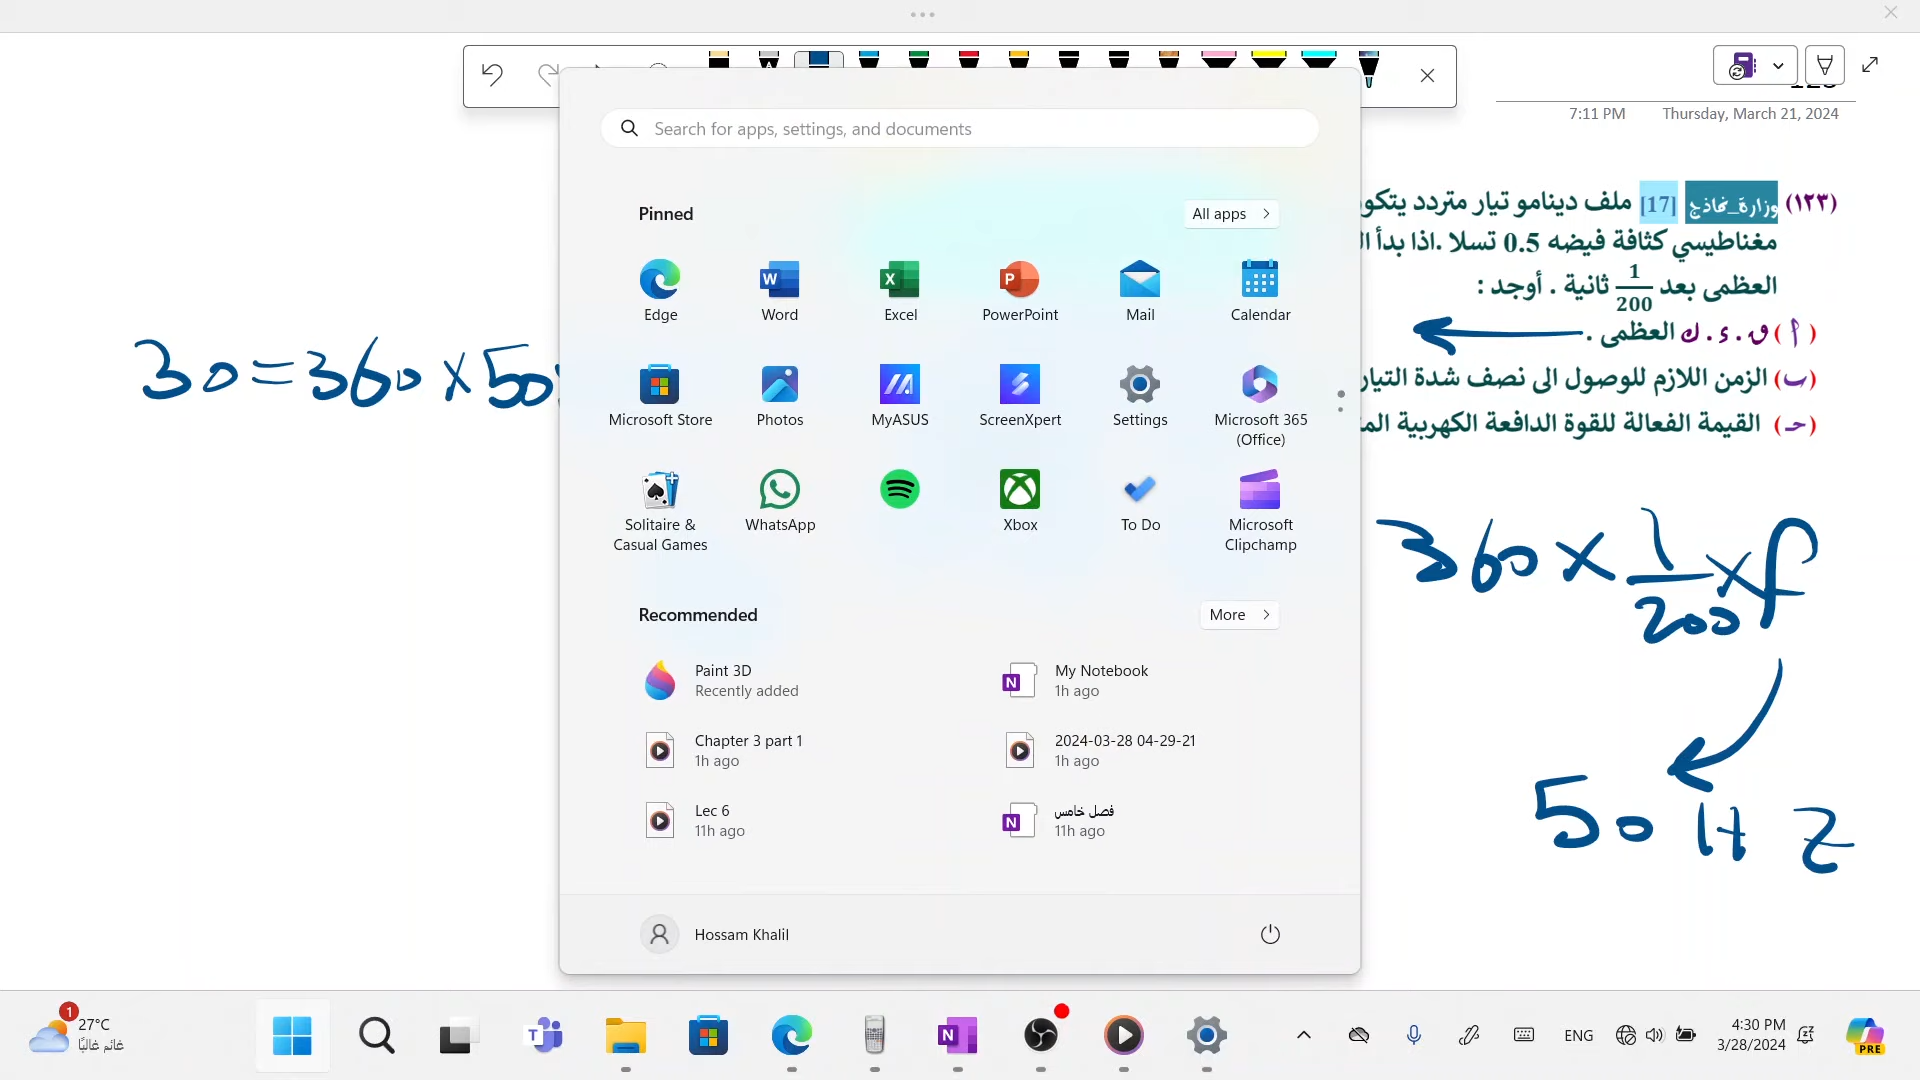 7:11 PM Thursday, March 21, 2024
(١٢٣) وزارة_نماذج [17] ملف دينامو تيار متردد يتكو
مغناطيسي كثافة فيضه 0.5 تسلا .اذا بدأ ال
العظمى بعد 1/200 ثانية . أوجد :
(أ) ق . ء . ك العظمى .
(ب) الزمن اللازم للوصول الى نصف شدة التيار
(حـ) القيمة الفعالة للقوة الدافعة الكهربية المت
30=360×50
360×1/200×f
50 Hz
Search for apps, settings, and documents
Pinned
All apps
Edge
Word
Excel
PowerPoint
Mail
Calendar
Microsoft Store
Photos
MyASUS
ScreenXpert
Settings
Microsoft 365
(Office)
Solitaire &
Casual Games
WhatsApp
Xbox
To Do
Microsoft
Clipchamp
Recommended
More
Paint 3D
Recently added
My Notebook
1h ago
Chapter 3 part 1
1h ago
2024-03-28 04-29-21
1h ago
Lec 6
11h ago
فصل خامس
11h ago
Hossam Khalil
1
27°C
غائم غالبًا
ENG
4:30 PM
3/28/2024
PRE